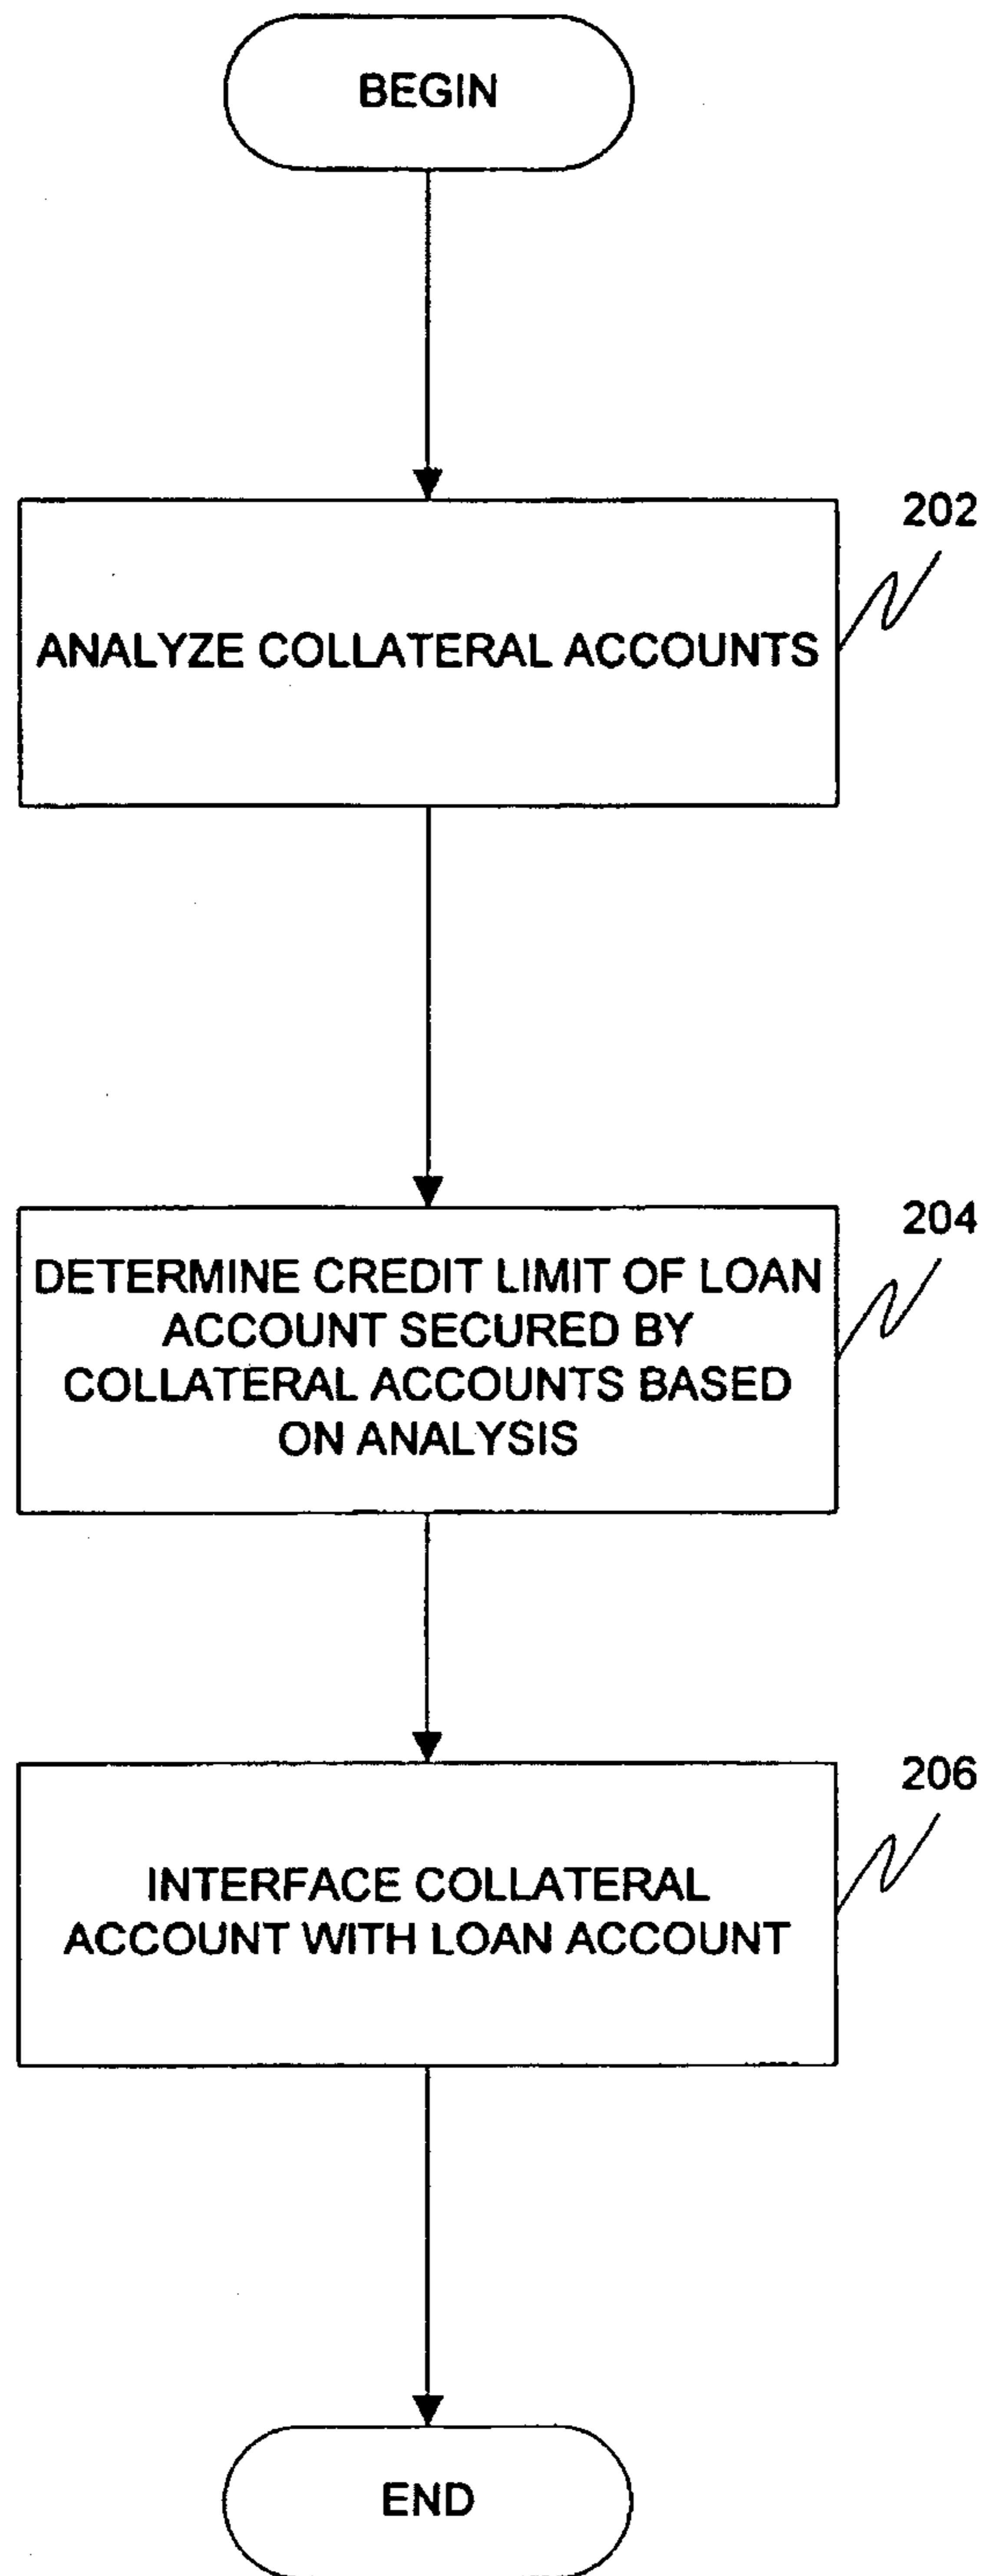 BEGIN
202
ANALYZE COLLATERAL ACCOUNTS
204
DETERMINE CREDIT LIMIT OF LOAN
ACCOUNT SECURED BY
COLLATERAL ACCOUNTS BASED
ON ANALYSIS
206
INTERFACE COLLATERAL
ACCOUNT WITH LOAN ACCOUNT
END